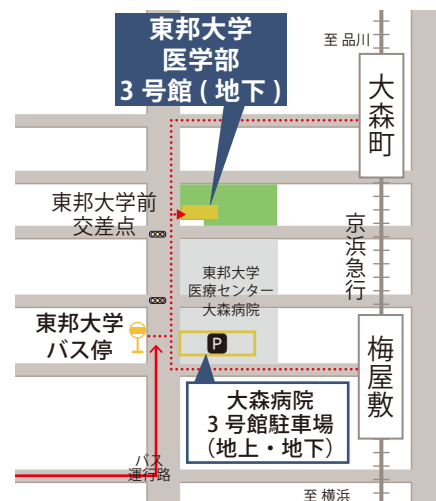 東邦大学
医学部
3 号館 ( 地下 )
至 品川
大森町
東邦大学前
交差点
京浜急行
東邦大学
医療センター
大森病院
東邦大学
バス停
P
梅屋敷
大森病院
3 号館駐車場
（地上・地下）
バス
運行路
至 横浜